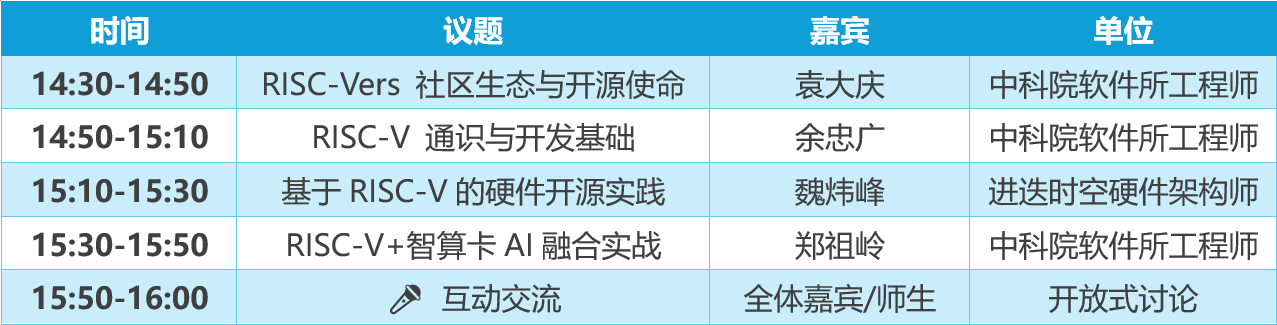 时间 议题 嘉宾 单位
14:30-14:50 RISC-Vers 社区生态与开源使命 袁大庆 中科院软件所工程师
14:50-15:10 RISC-V 通识与开发基础 余忠广 中科院软件所工程师
15:10-15:30 基于 RISC-V 的硬件开源实践 魏炜峰 进迭时空硬件架构师
15:30-15:50 RISC-V+智算卡 AI 融合实战 郑祖岭 中科院软件所工程师
15:50-16:00 互动交流 全体嘉宾/师生 开放式讨论